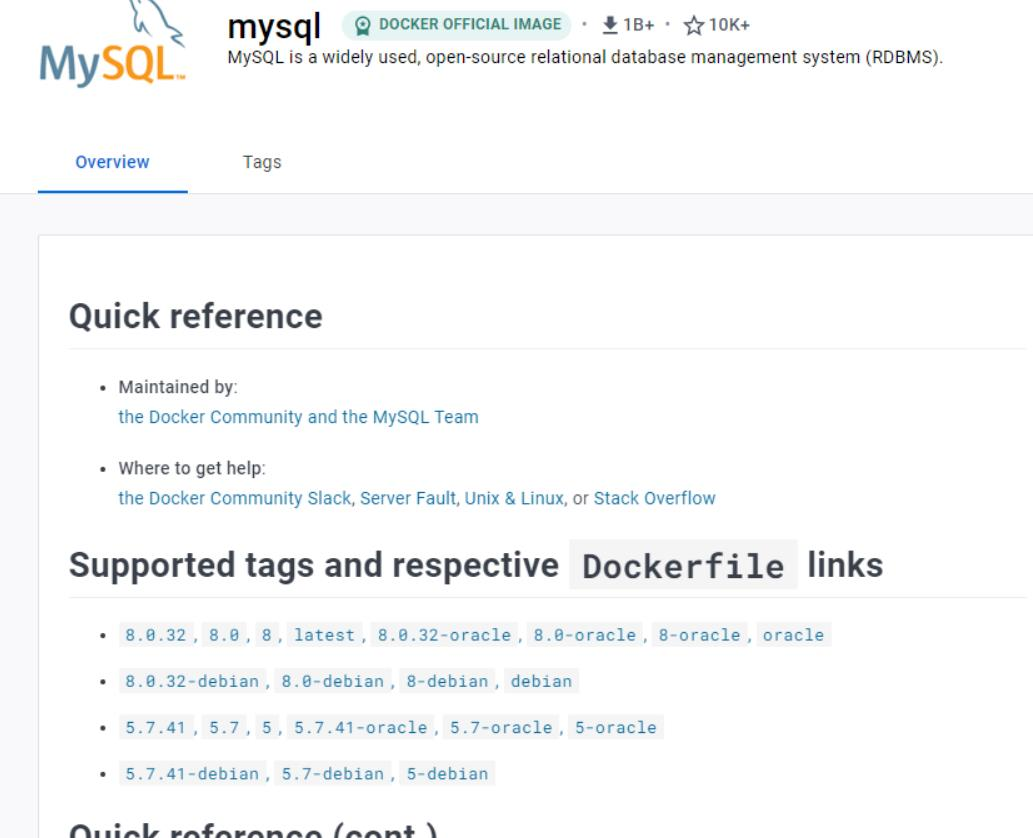 MySQL™
mysql DOCKER OFFICIAL IMAGE · 1B+ · 10K+
MySQL is a widely used, open-source relational database management system (RDBMS).
Overview Tags
Quick reference
• Maintained by:
the Docker Community and the MySQL Team
• Where to get help:
the Docker Community Slack, Server Fault, Unix & Linux, or Stack Overflow
Supported tags and respective Dockerfile links
• 8.0.32, 8.0, 8, latest, 8.0.32-oracle, 8.0-oracle, 8-oracle, oracle
• 8.0.32-debian, 8.0-debian, 8-debian, debian
• 5.7.41, 5.7, 5, 5.7.41-oracle, 5.7-oracle, 5-oracle
• 5.7.41-debian, 5.7-debian, 5-debian
Quick reference (cont.)